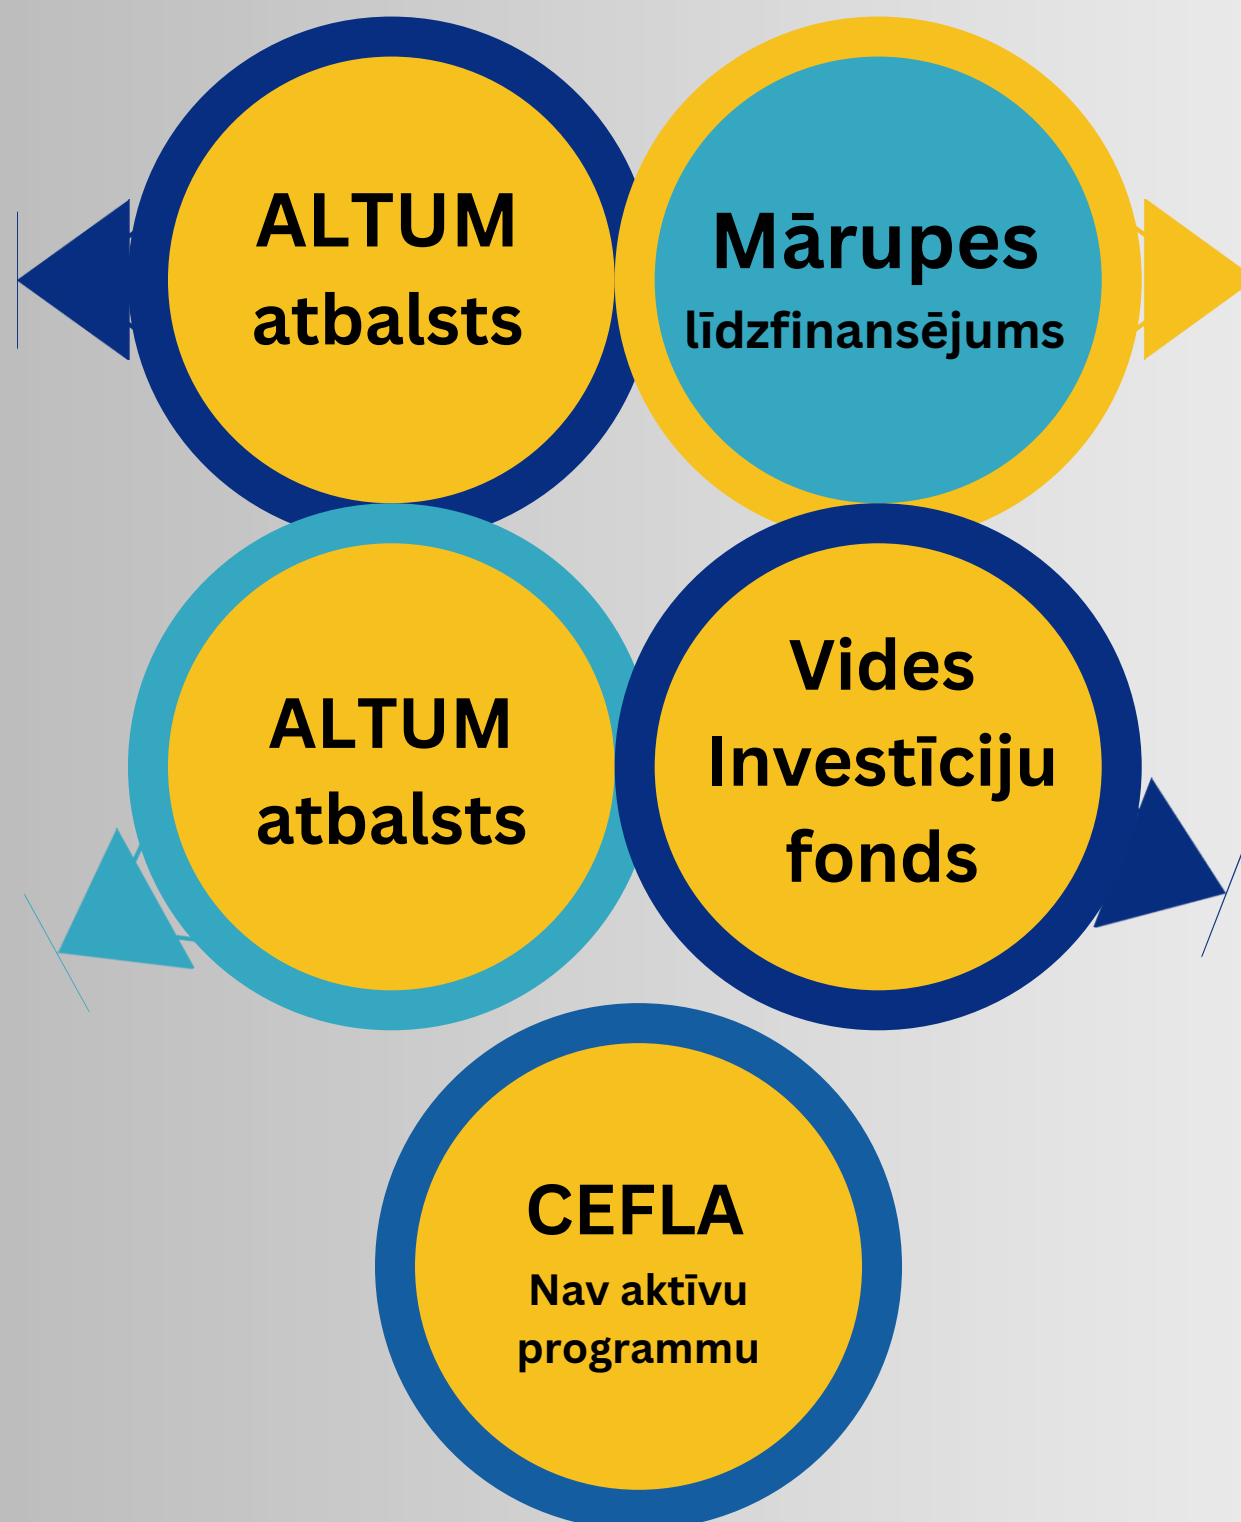 ALTUM
atbalsts
Mārupes
līdzfinansējums
ALTUM
atbalsts
Vides
Investīciju
fonds
CEFLA
Nav aktīvu
programmu